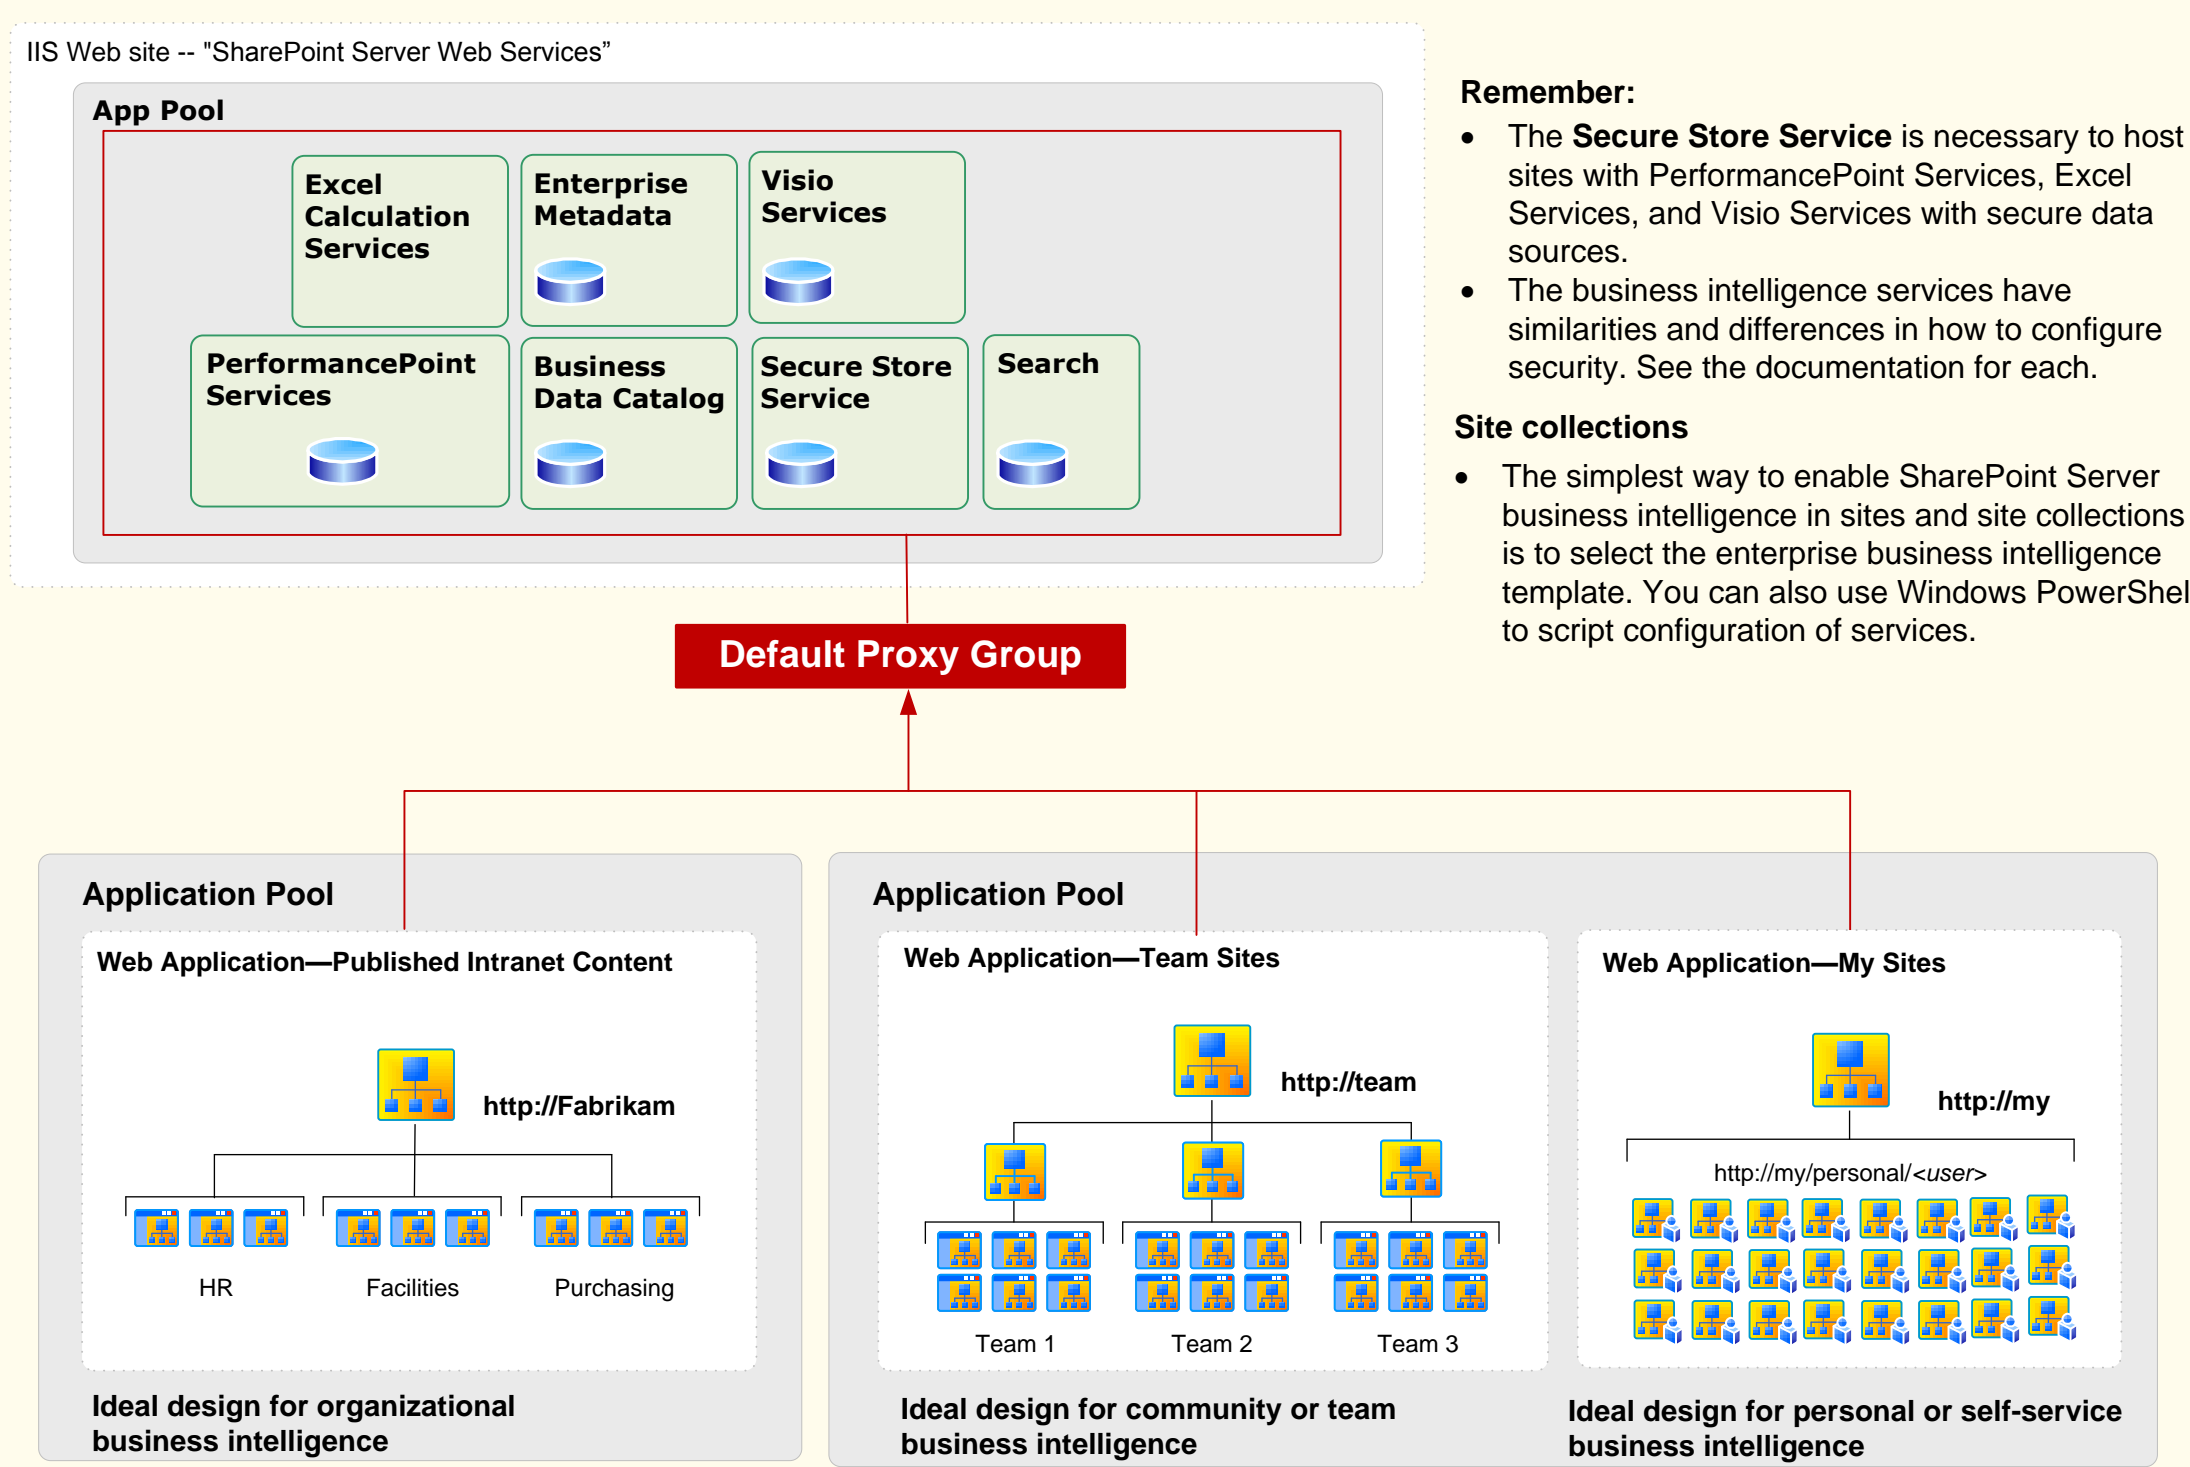 IIS Web site -- "SharePoint Server Web Services”
App Pool
Excel
Calculation
Services
Enterprise
Metadata
Visio
Services
PerformancePoint
Services
Business
Data Catalog
Secure Store
Service
Search
Remember:
• The Secure Store Service is necessary to host
sites with PerformancePoint Services, Excel
Services, and Visio Services with secure data
sources.
• The business intelligence services have
similarities and differences in how to configure
security. See the documentation for each.
Site collections
• The simplest way to enable SharePoint Server
business intelligence in sites and site collections
is to select the enterprise business intelligence
template. You can also use Windows PowerShel
to script configuration of services.
Default Proxy Group
Application Pool
Web Application—Published Intranet Content
http://Fabrikam
HR
Facilities
Purchasing
Ideal design for organizational
business intelligence
Application Pool
Web Application—Team Sites
http://team
Team 1
Team 2
Team 3
Ideal design for community or team
business intelligence
Web Application—My Sites
http://my
http://my/personal/<user>
Ideal design for personal or self-service
business intelligence